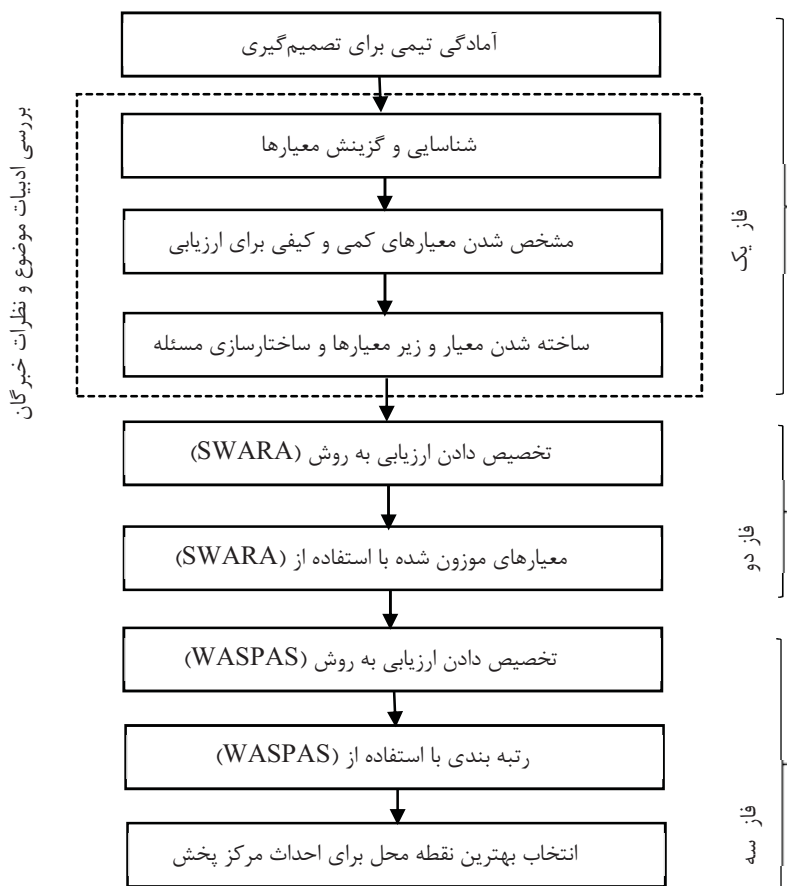 آمادگی تیمی برای تصمیم‌گیری
شناسایی و گزینش معیارها
مشخص شدن معیارهای کمی و کیفی برای ارزیابی
ساخته شدن معیار و زیر معیارها و ساختارسازی مسئله
بررسی ادبیات موضوع و نظرات خبرگان
فاز یک
تخصیص دادن ارزیابی به روش (SWARA)
معیارهای موزون شده با استفاده از (SWARA)
فاز دو
تخصیص دادن ارزیابی به روش (WASPAS)
رتبه بندی با استفاده از (WASPAS)
انتخاب بهترین نقطه محل برای احداث مرکز پخش
فاز سه